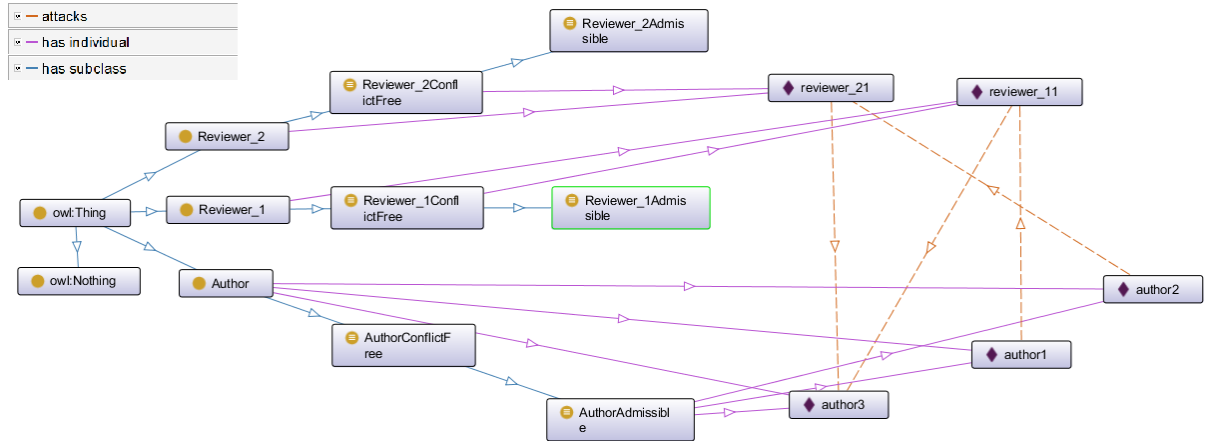 attacks
has individual
has subclass
Reviewer_2Admis
sible
Reviewer_2Confl
ictFree
reviewer_21
reviewer_11
Reviewer_2
Reviewer_1Confl
ictFree
Reviewer_1Admis
sible
owl:Thing
Reviewer_1
owl:Nothing
Author
author2
AuthorConflictF
ree
author1
AuthorAdmissibl
e
author3